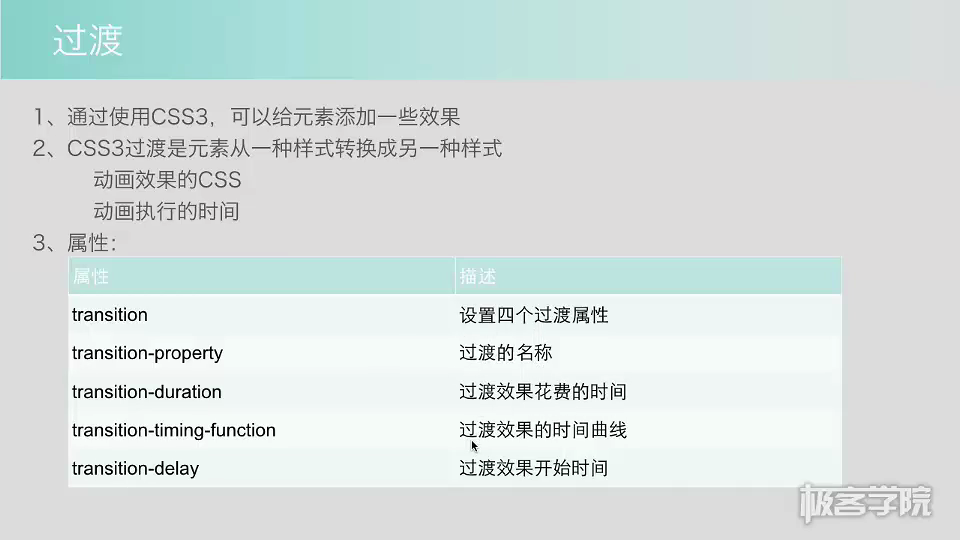 过渡
1、通过使用CSS3，可以给元素添加一些效果
2、CSS3过渡是元素从一种样式转换成另一种样式
动画效果的CSS
动画执行的时间
3、属性：
属性 描述
transition 设置四个过渡属性
transition-property 过渡的名称
transition-duration 过渡效果花费的时间
transition-timing-function 过渡效果的时间曲线
transition-delay 过渡效果开始时间
极客学院